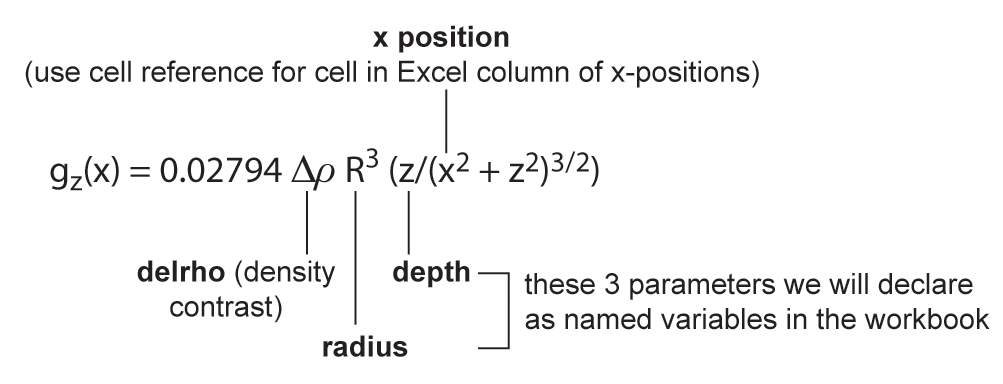 x position
(use cell reference for cell in Excel column of x-positions)
g_z(x) = 0.02794 Δρ R³ (z/(x² + z²)^3/2)
delrho (density
contrast)
depth
these 3 parameters we will declare
as named variables in the workbook
radius